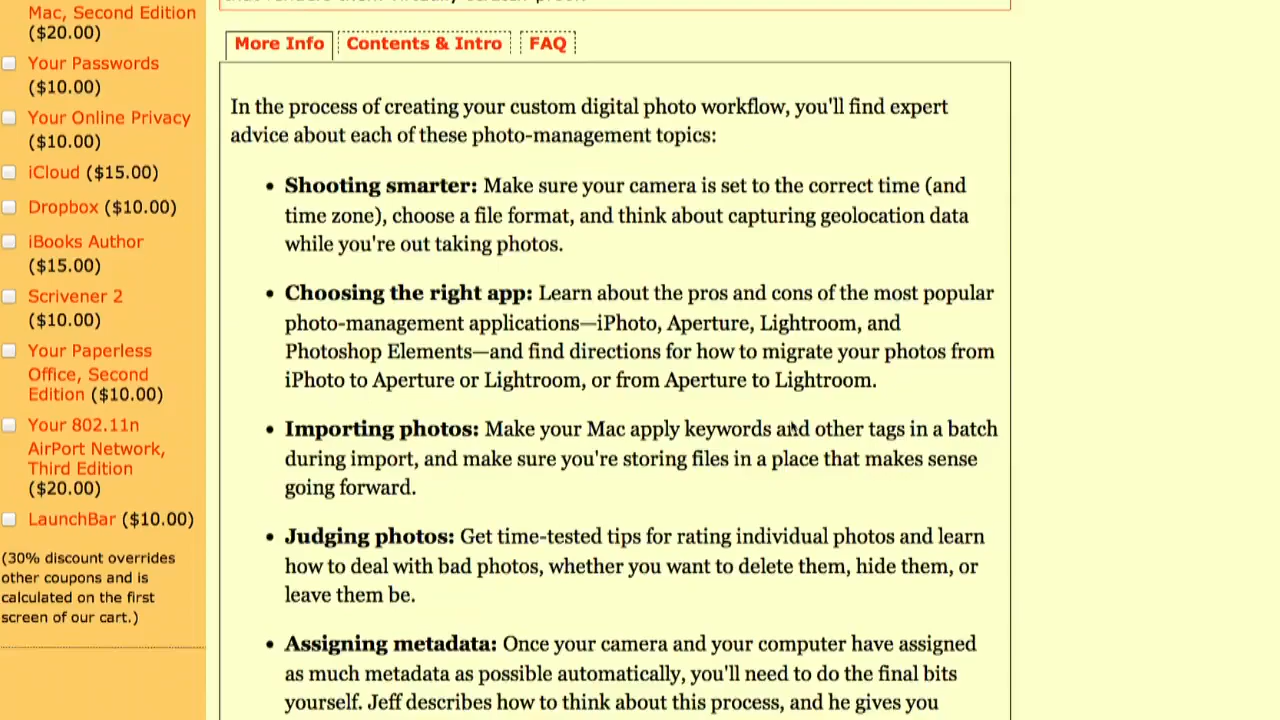 Mac, Second Edition
($20.00)
Your Passwords
($10.00)
Your Online Privacy
($10.00)
iCloud ($15.00)
Dropbox ($10.00)
iBooks Author
($15.00)
Scrivener 2
($10.00)
Your Paperless
Office, Second
Edition ($10.00)
Your 802.11n
AirPort Network,
Third Edition
($20.00)
LaunchBar ($10.00)
(30% discount overrides
other coupons and is
calculated on the first
screen of our cart.)
More Info
Contents & Intro
FAQ
In the process of creating your custom digital photo workflow, you'll find expert
advice about each of these photo-management topics:
• Shooting smarter: Make sure your camera is set to the correct time (and
time zone), choose a file format, and think about capturing geolocation data
while you're out taking photos.
• Choosing the right app: Learn about the pros and cons of the most popular
photo-management applications—iPhoto, Aperture, Lightroom, and
Photoshop Elements—and find directions for how to migrate your photos from
iPhoto to Aperture or Lightroom, or from Aperture to Lightroom.
• Importing photos: Make your Mac apply keywords and other tags in a batch
during import, and make sure you're storing files in a place that makes sense
going forward.
• Judging photos: Get time-tested tips for rating individual photos and learn
how to deal with bad photos, whether you want to delete them, hide them, or
leave them be.
• Assigning metadata: Once your camera and your computer have assigned
as much metadata as possible automatically, you'll need to do the final bits
yourself. Jeff describes how to think about this process, and he gives you